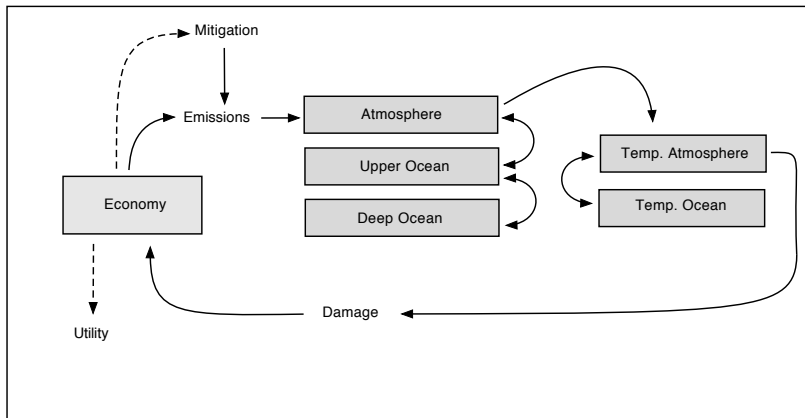 Mitigation
Emissions
Atmosphere
Upper Ocean
Deep Ocean
Temp. Atmosphere
Temp. Ocean
Economy
Damage
Utility